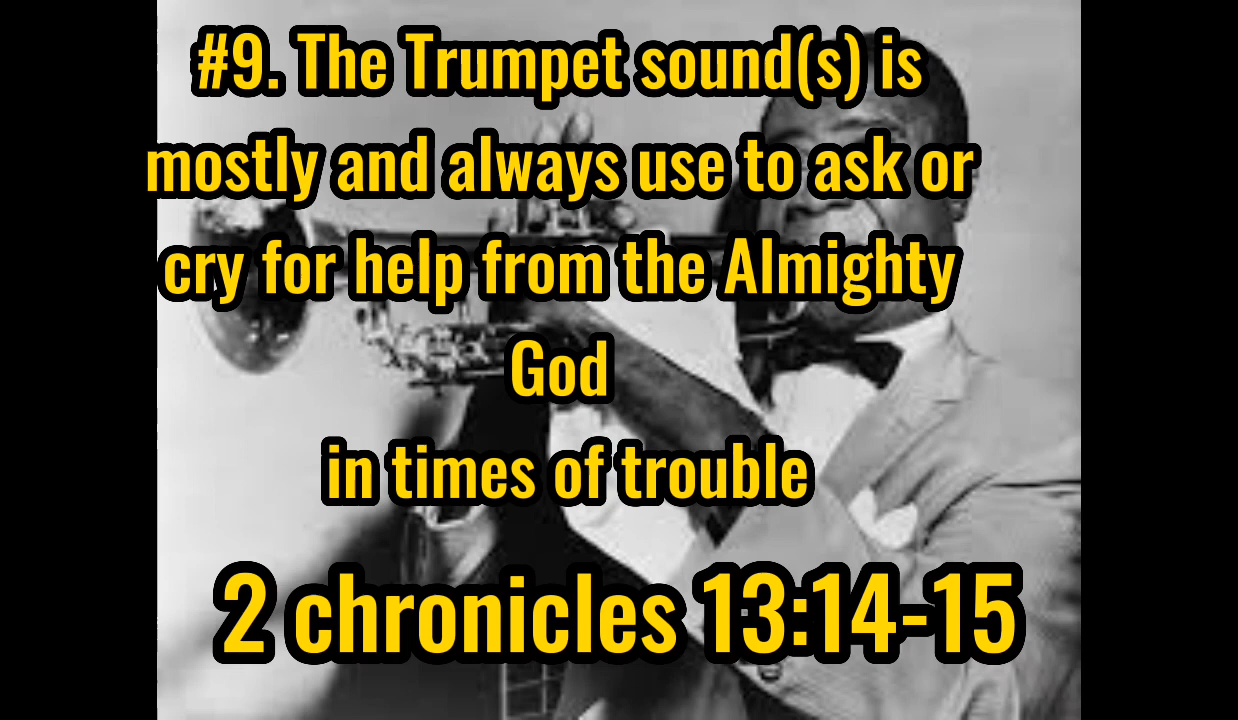 #9. The Trumpet sound(s) is
mostly and always use to ask or
cry for help from the Almighty
God
in times of trouble
2 chronicles 13:14-15